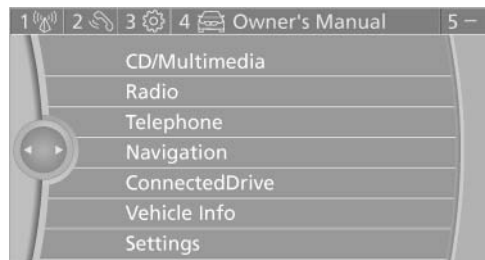 1 2 3 4 Owner's Manual 5 –
CD/Multimedia
Radio
Telephone
Navigation
ConnectedDrive
Vehicle Info
Settings